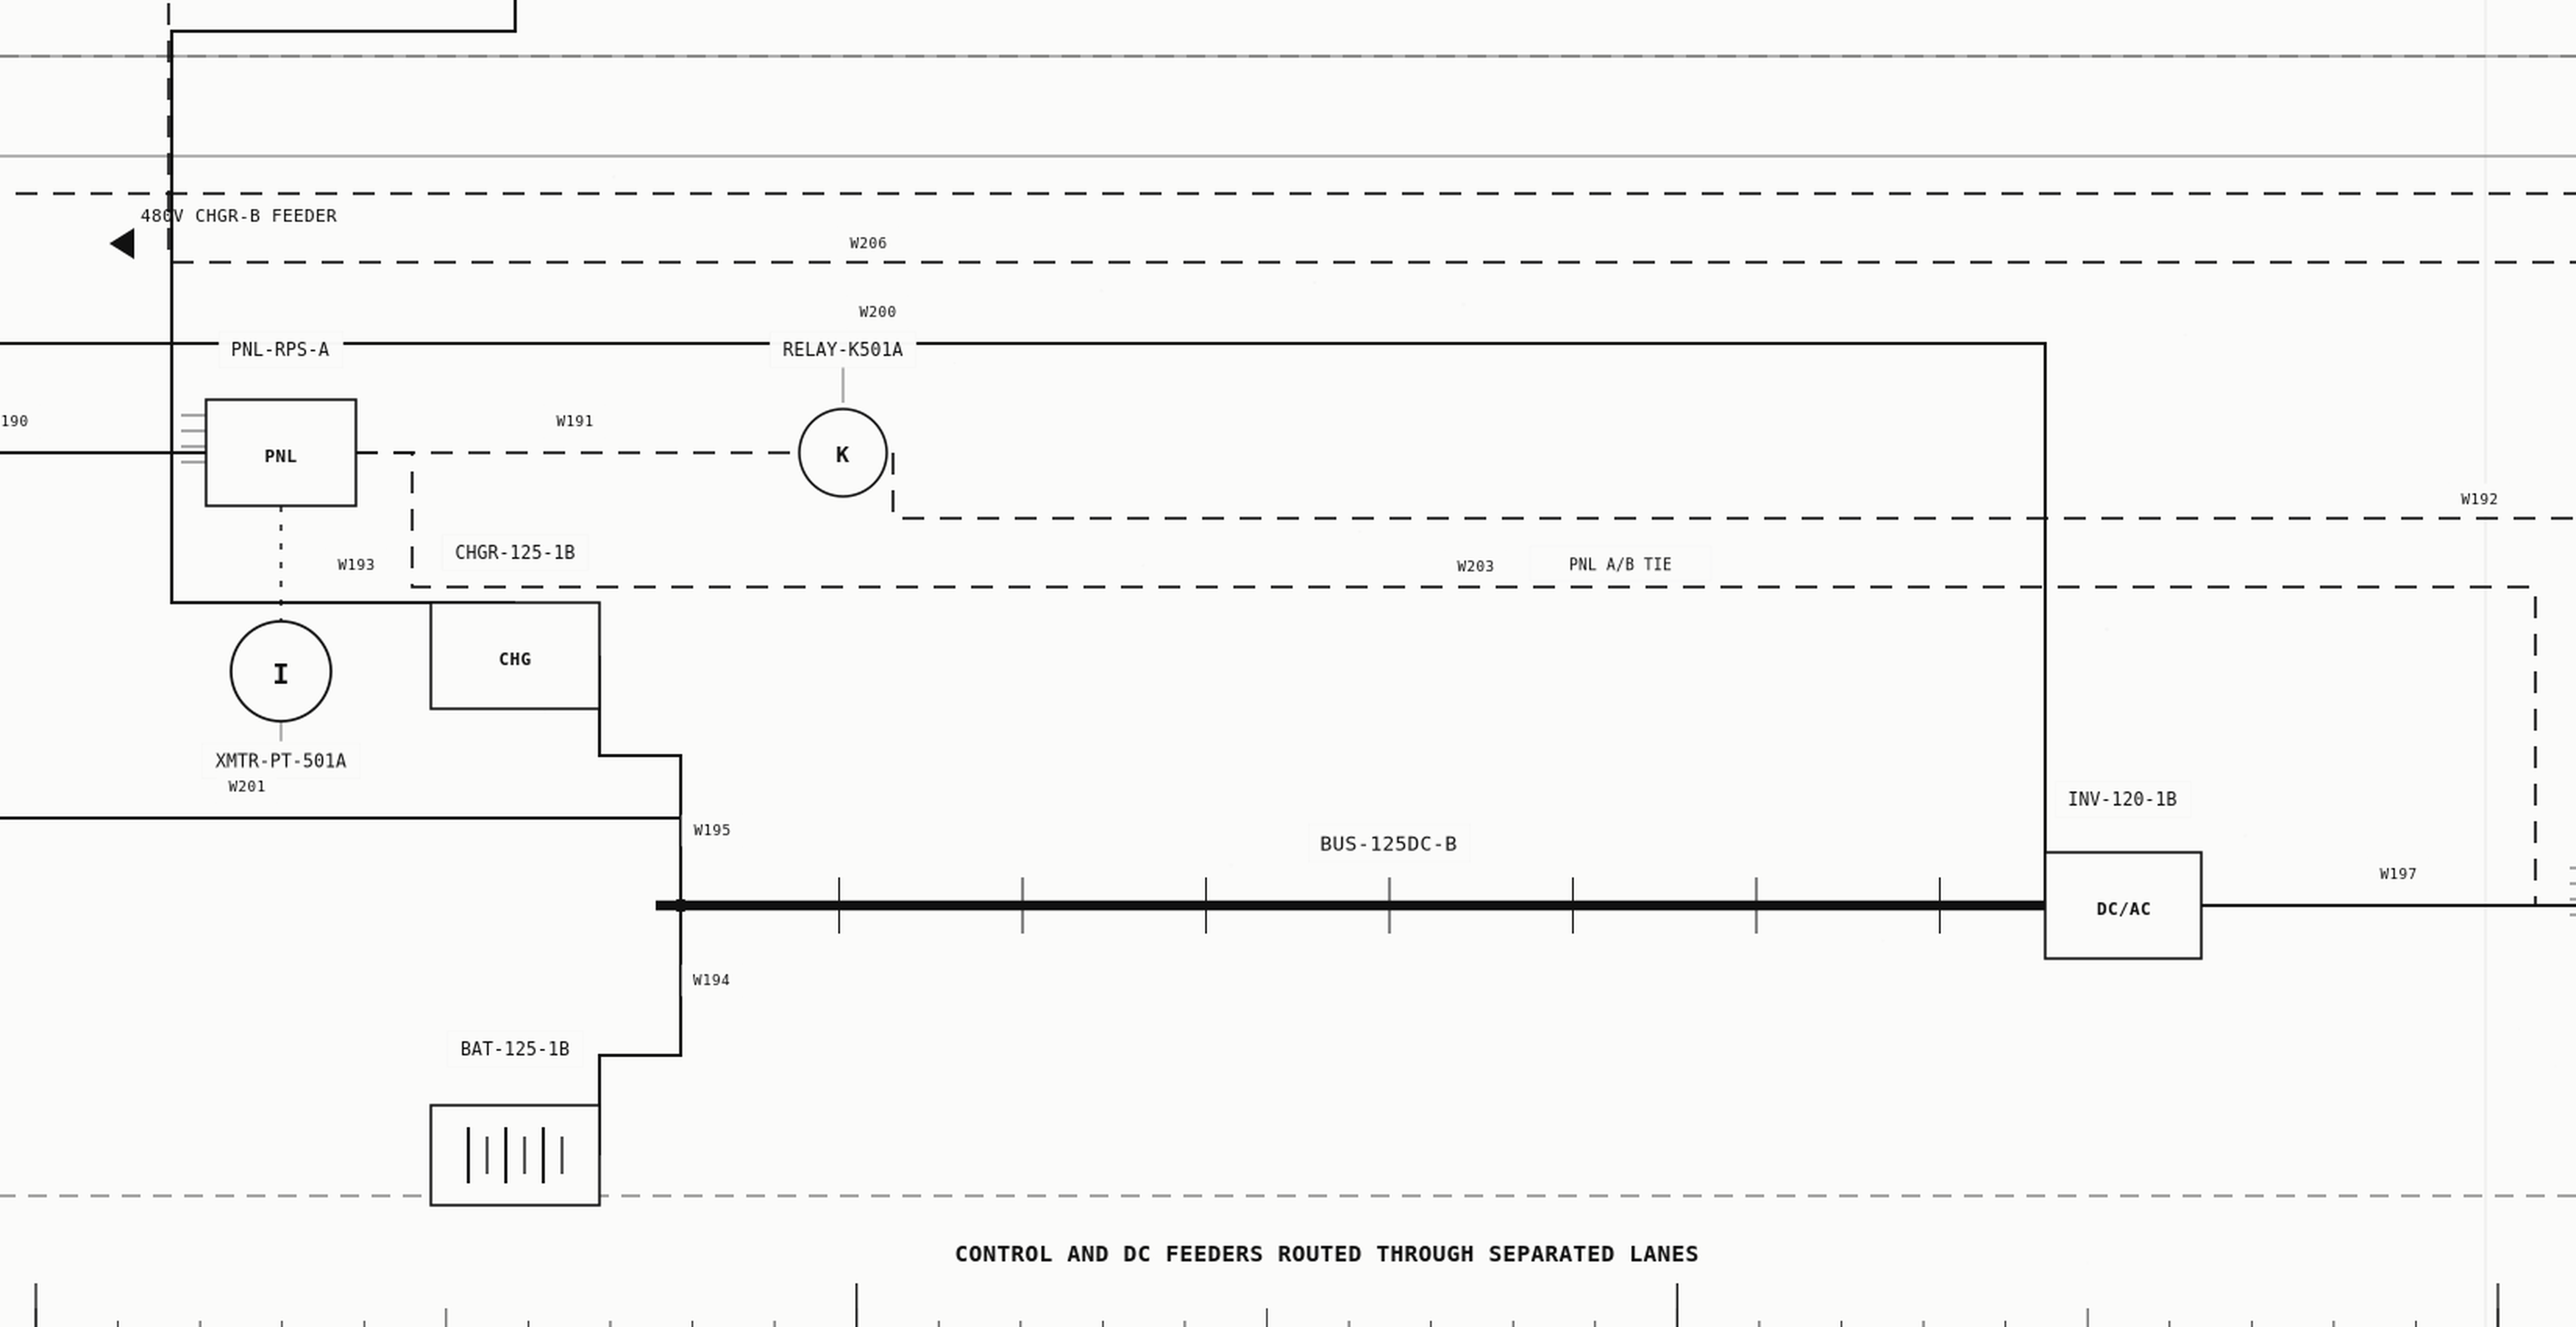 480V CHGR-B FEEDER
W206
W200
PNL-RPS-A
RELAY-K501A
190
W191
PNL
K
W192
CHGR-125-1B
W193
W203
PNL A/B TIE
CHG
I
XMTR-PT-501A
W201
INV-120-1B
W195
BUS-125DC-B
W197
DC/AC
W194
BAT-125-1B
CONTROL AND DC FEEDERS ROUTED THROUGH SEPARATED LANES